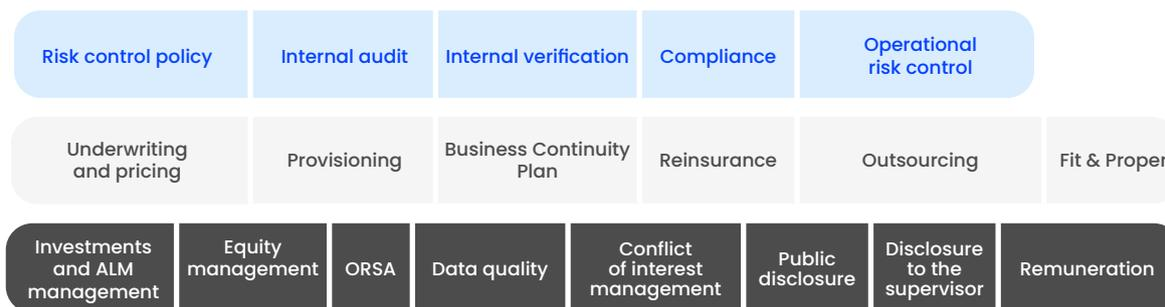 Risk control policy
Internal audit
Internal verification
Compliance
Operational
risk control
Underwriting
and pricing
Provisioning
Business Continuity
Plan
Reinsurance
Outsourcing
Fit & Proper
Investments
and ALM
management
Equity
management
ORSA
Data quality
Conflict
of interest
management
Public
disclosure
Disclosure
to the
supervisor
Remuneration